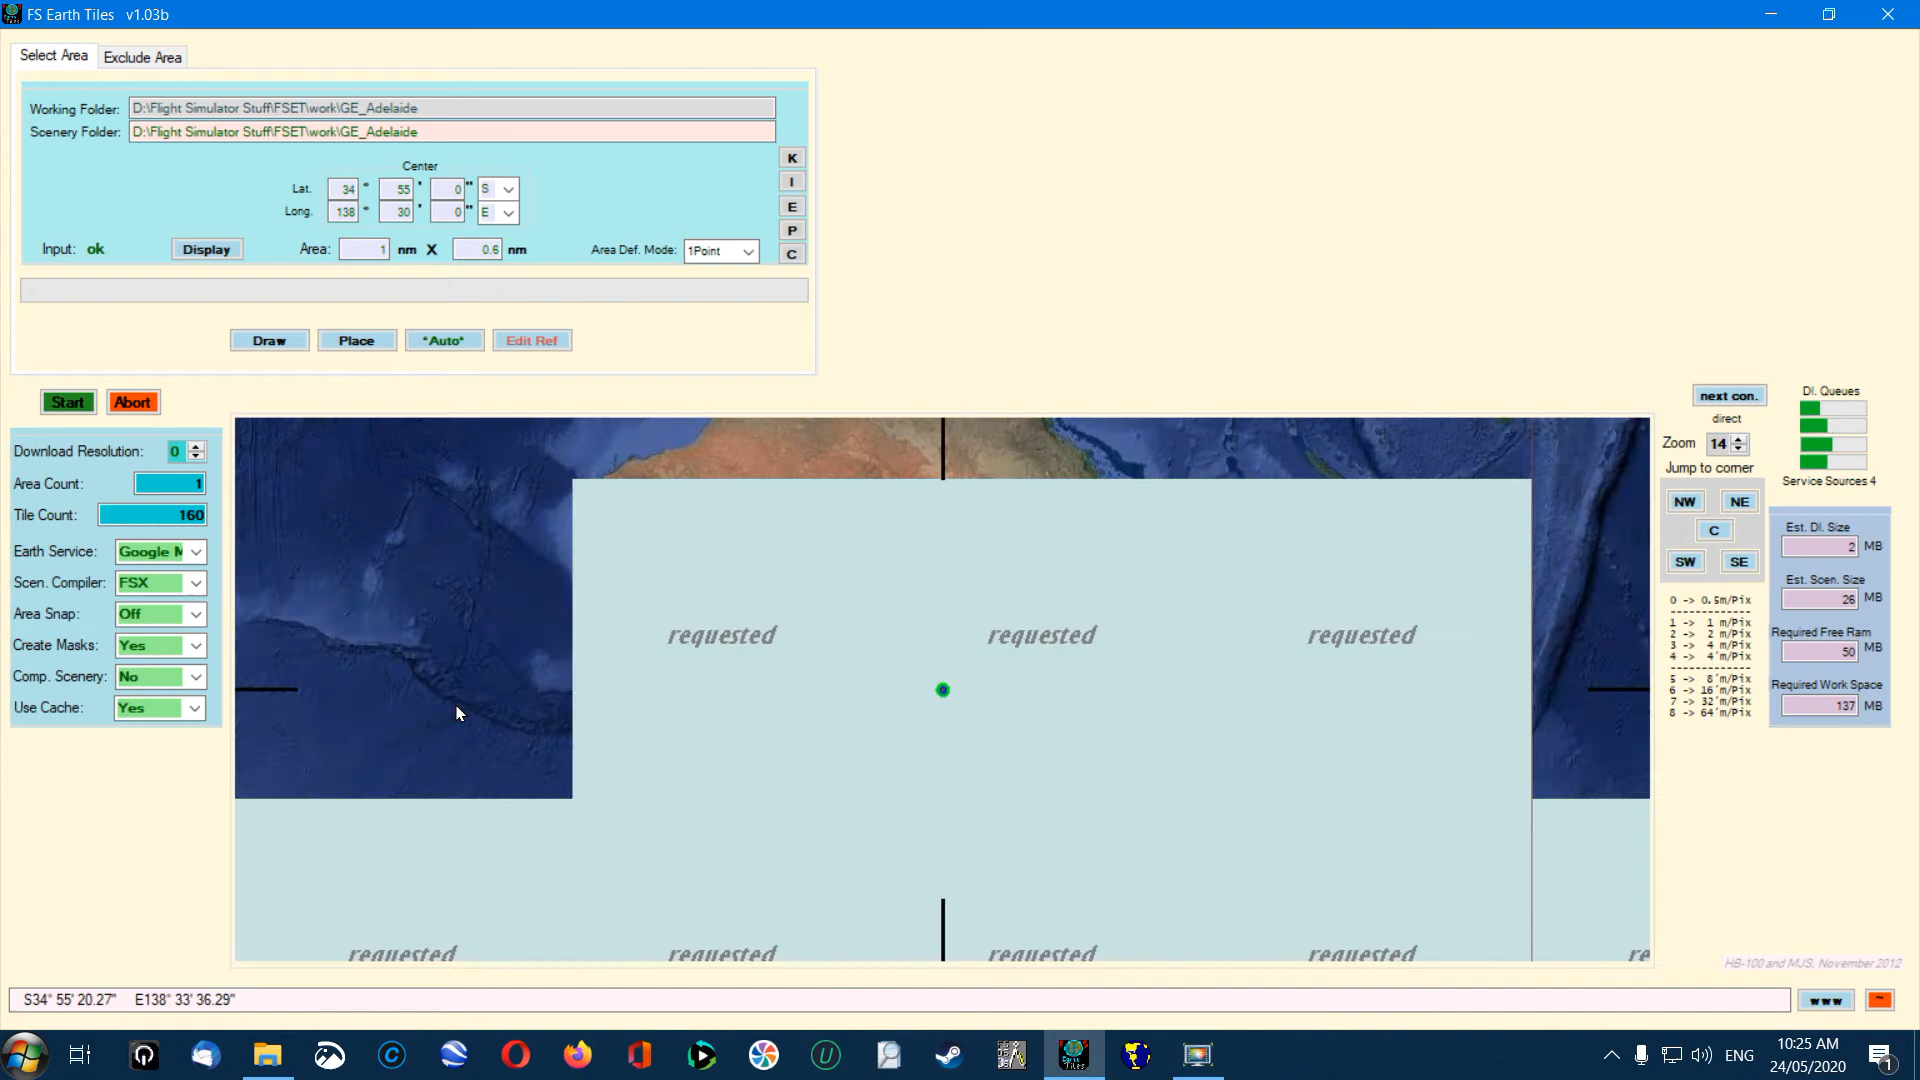 FS Earth Tiles v1.03b
Select Area
Exclude Area
Working Folder: D:\Flight Simulator Stuff\FSET\work\GE_Adelaide
Scenery Folder: D:\Flight Simulator Stuff\FSET\work\GE_Adelaide
Center
Lat. 34 ° 55 ' 0 " S
Long. 138 ° 30 ' 0 " E
K
I
E
P
C
Input: ok
Display
Area: 1 nm X 0.6 nm
Area Def. Mode: 1Point
Draw
Place
*Auto*
Edit Ref
Start
Abort
Download Resolution: 0
Area Count: 1
Tile Count: 160
Earth Service: Google M
Scen. Compiler: FSX
Area Snap: Off
Create Masks: Yes
Comp. Scenery: No
Use Cache: Yes
requested requested requested
requested requested requested requested re
next con.
direct
Zoom 14
Jump to corner
NW NE
C
SW SE
0 -> 0.5m/Pix
-------------
1 -> 1 m/Pix
2 -> 2 m/Pix
3 -> 4 m/Pix
4 -> 4´m/Pix
-------------
5 -> 8´m/Pix
6 -> 16´m/Pix
7 -> 32´m/Pix
8 -> 64´m/Pix
Dl. Queues
Service Sources 4
Est. Dl. Size
2 MB
Est. Scen. Size
26 MB
Required Free Ram
50 MB
Required Work Space
137 MB
HB-100 and MJS, November 2012
S34° 55' 20.27" E138° 33' 36.29"
www
~
ENG
10:25 AM
24/05/2020
1